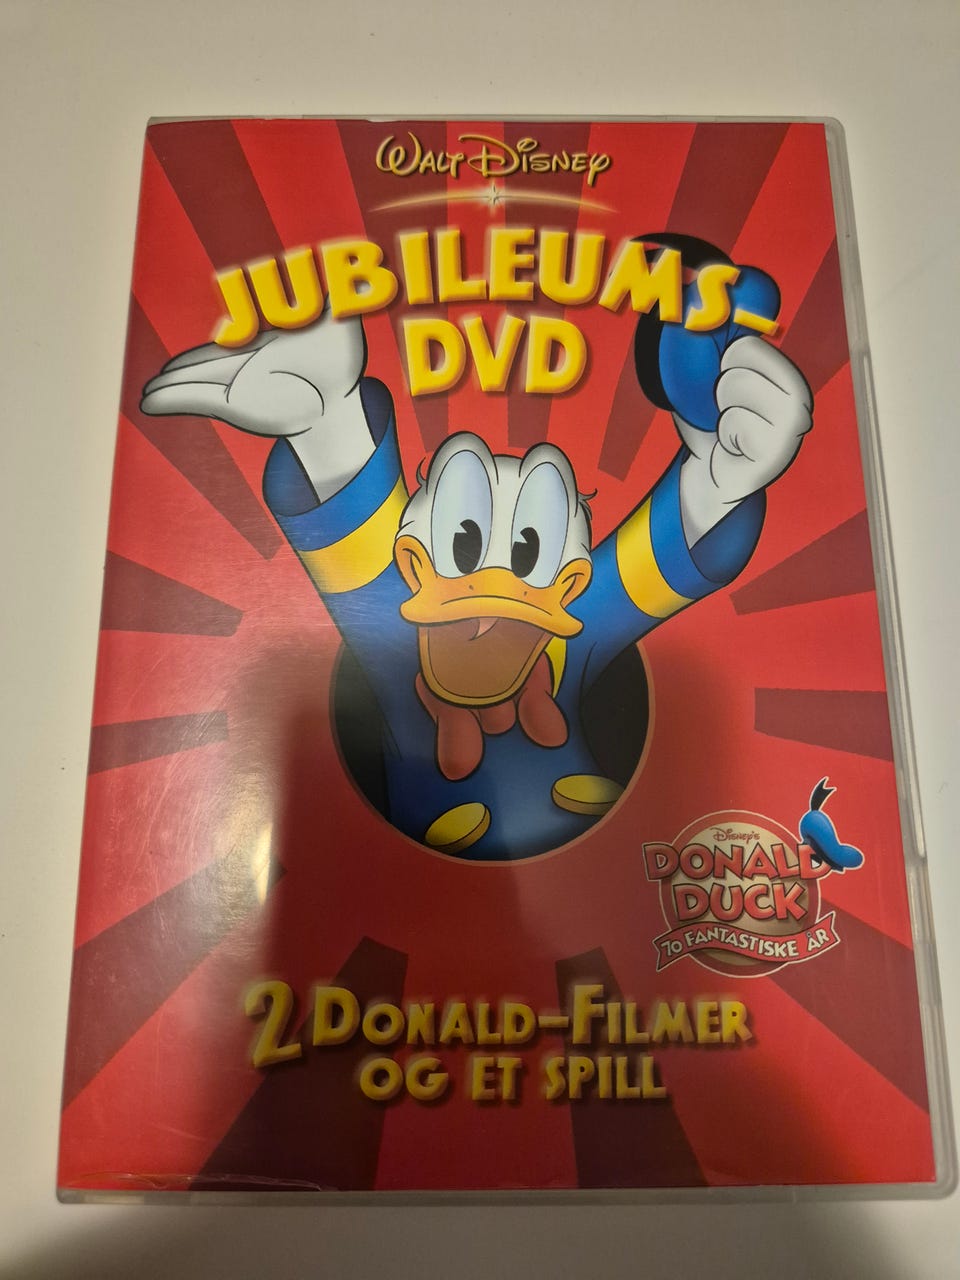 WALT DISNEY
JUBILEUMS-
DVD
DISNEY'S
DONALD
DUCK
70 FANTASTISKE ÅR
2 DONALD-FILMER
OG ET SPILL